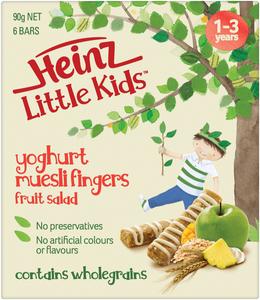 90g NET
6 BARS
1-3
years
Heinz
Little Kids™
yoghurt
muesli fingers
fruit salad
No preservatives
No artificial colours
or flavours
contains wholegrains